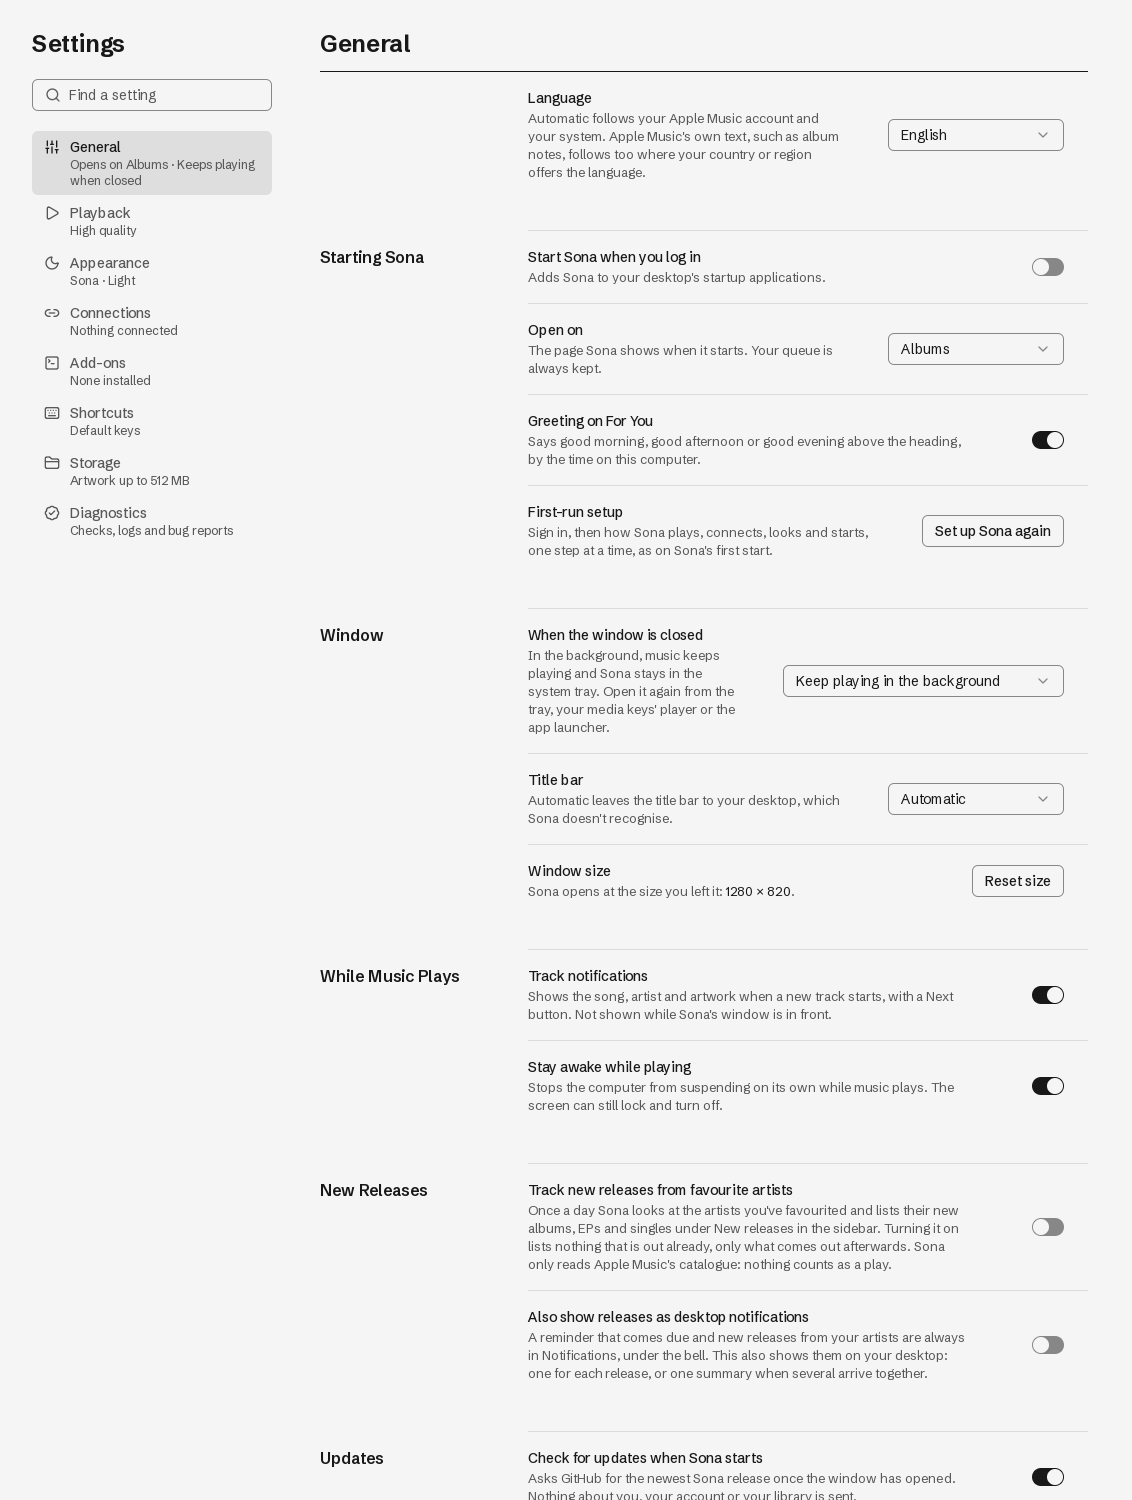 Settings
Find a setting
General
Opens on Albums · Keeps playing
when closed
Playback
High quality
Appearance
Sona · Light
Connections
Nothing connected
Add-ons
None installed
Shortcuts
Default keys
Storage
Artwork up to 512 MB
Diagnostics
Checks, logs and bug reports
General
Language
Automatic follows your Apple Music account and
your system. Apple Music's own text, such as album
notes, follows too where your country or region
offers the language.
English
Starting Sona
Start Sona when you log in
Adds Sona to your desktop's startup applications.
Open on
The page Sona shows when it starts. Your queue is
always kept.
Albums
Greeting on For You
Says good morning, good afternoon or good evening above the heading,
by the time on this computer.
First-run setup
Sign in, then how Sona plays, connects, looks and starts,
one step at a time, as on Sona's first start.
Set up Sona again
Window
When the window is closed
In the background, music keeps
playing and Sona stays in the
system tray. Open it again from the
tray, your media keys' player or the
app launcher.
Keep playing in the background
Title bar
Automatic leaves the title bar to your desktop, which
Sona doesn't recognise.
Automatic
Window size
Sona opens at the size you left it: 1280 × 820.
Reset size
While Music Plays
Track notifications
Shows the song, artist and artwork when a new track starts, with a Next
button. Not shown while Sona's window is in front.
Stay awake while playing
Stops the computer from suspending on its own while music plays. The
screen can still lock and turn off.
New Releases
Track new releases from favourite artists
Once a day Sona looks at the artists you've favourited and lists their new
albums, EPs and singles under New releases in the sidebar. Turning it on
lists nothing that is out already, only what comes out afterwards. Sona
only reads Apple Music's catalogue: nothing counts as a play.
Also show releases as desktop notifications
A reminder that comes due and new releases from your artists are always
in Notifications, under the bell. This also shows them on your desktop:
one for each release, or one summary when several arrive together.
Updates
Check for updates when Sona starts
Asks GitHub for the newest Sona release once the window has opened.
Nothing about you, your account or your library is sent.